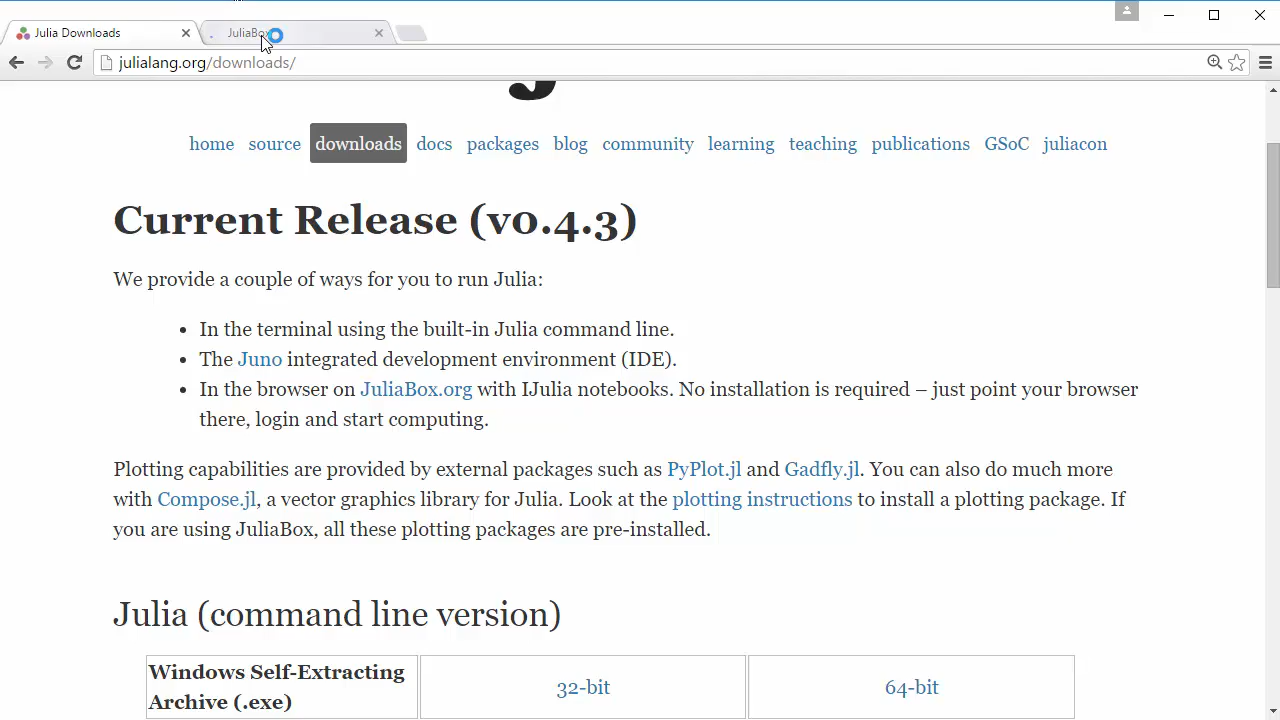 Julia Downloads
JuliaBox
julialang.org/downloads/
home source downloads docs packages blog community learning teaching publications GSoC juliacon
Current Release (v0.4.3)
We provide a couple of ways for you to run Julia:
• In the terminal using the built-in Julia command line.
• The Juno integrated development environment (IDE).
• In the browser on JuliaBox.org with IJulia notebooks. No installation is required – just point your browser
there, login and start computing.
Plotting capabilities are provided by external packages such as PyPlot.jl and Gadfly.jl. You can also do much more
with Compose.jl, a vector graphics library for Julia. Look at the plotting instructions to install a plotting package. If
you are using JuliaBox, all these plotting packages are pre-installed.
Julia (command line version)
Windows Self-Extracting
Archive (.exe)
32-bit
64-bit